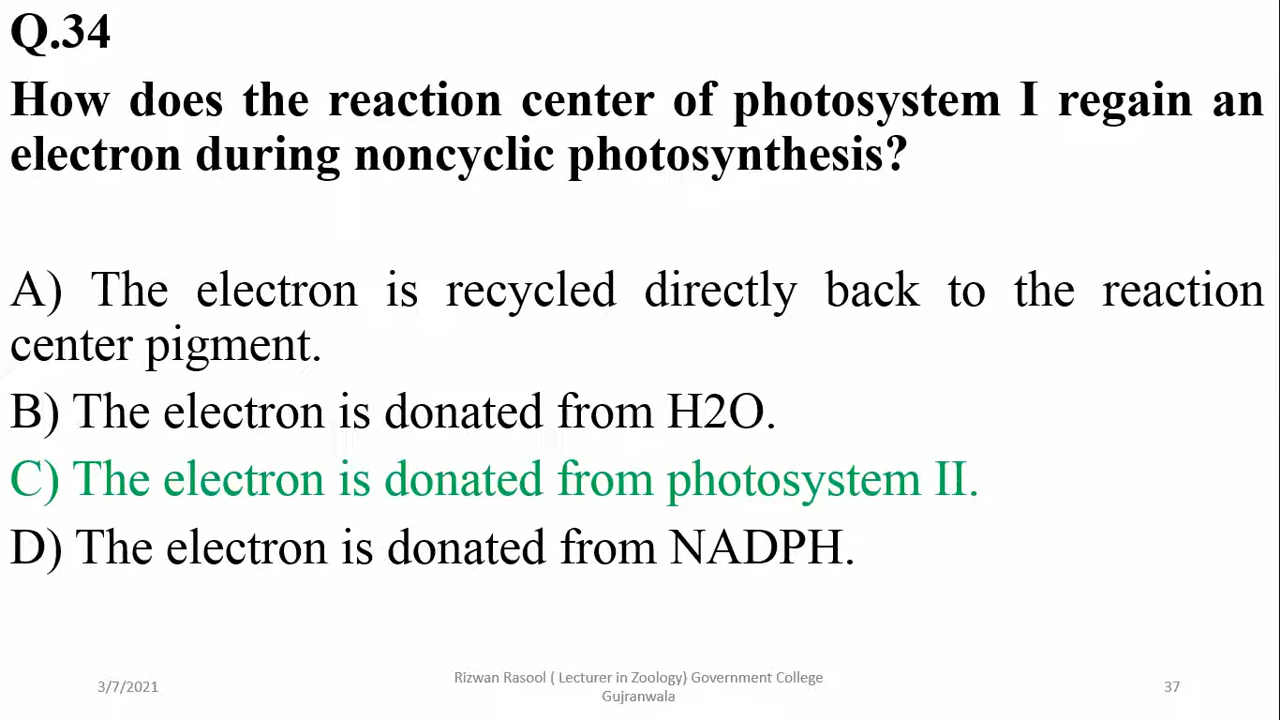 Q.34
How does the reaction center of photosystem I regain an
electron during noncyclic photosynthesis?
A) The electron is recycled directly back to the reaction
center pigment.
B) The electron is donated from H2O.
C) The electron is donated from photosystem II.
D) The electron is donated from NADPH.
3/7/2021
Rizwan Rasool ( Lecturer in Zoology) Government College
Gujranwala
37